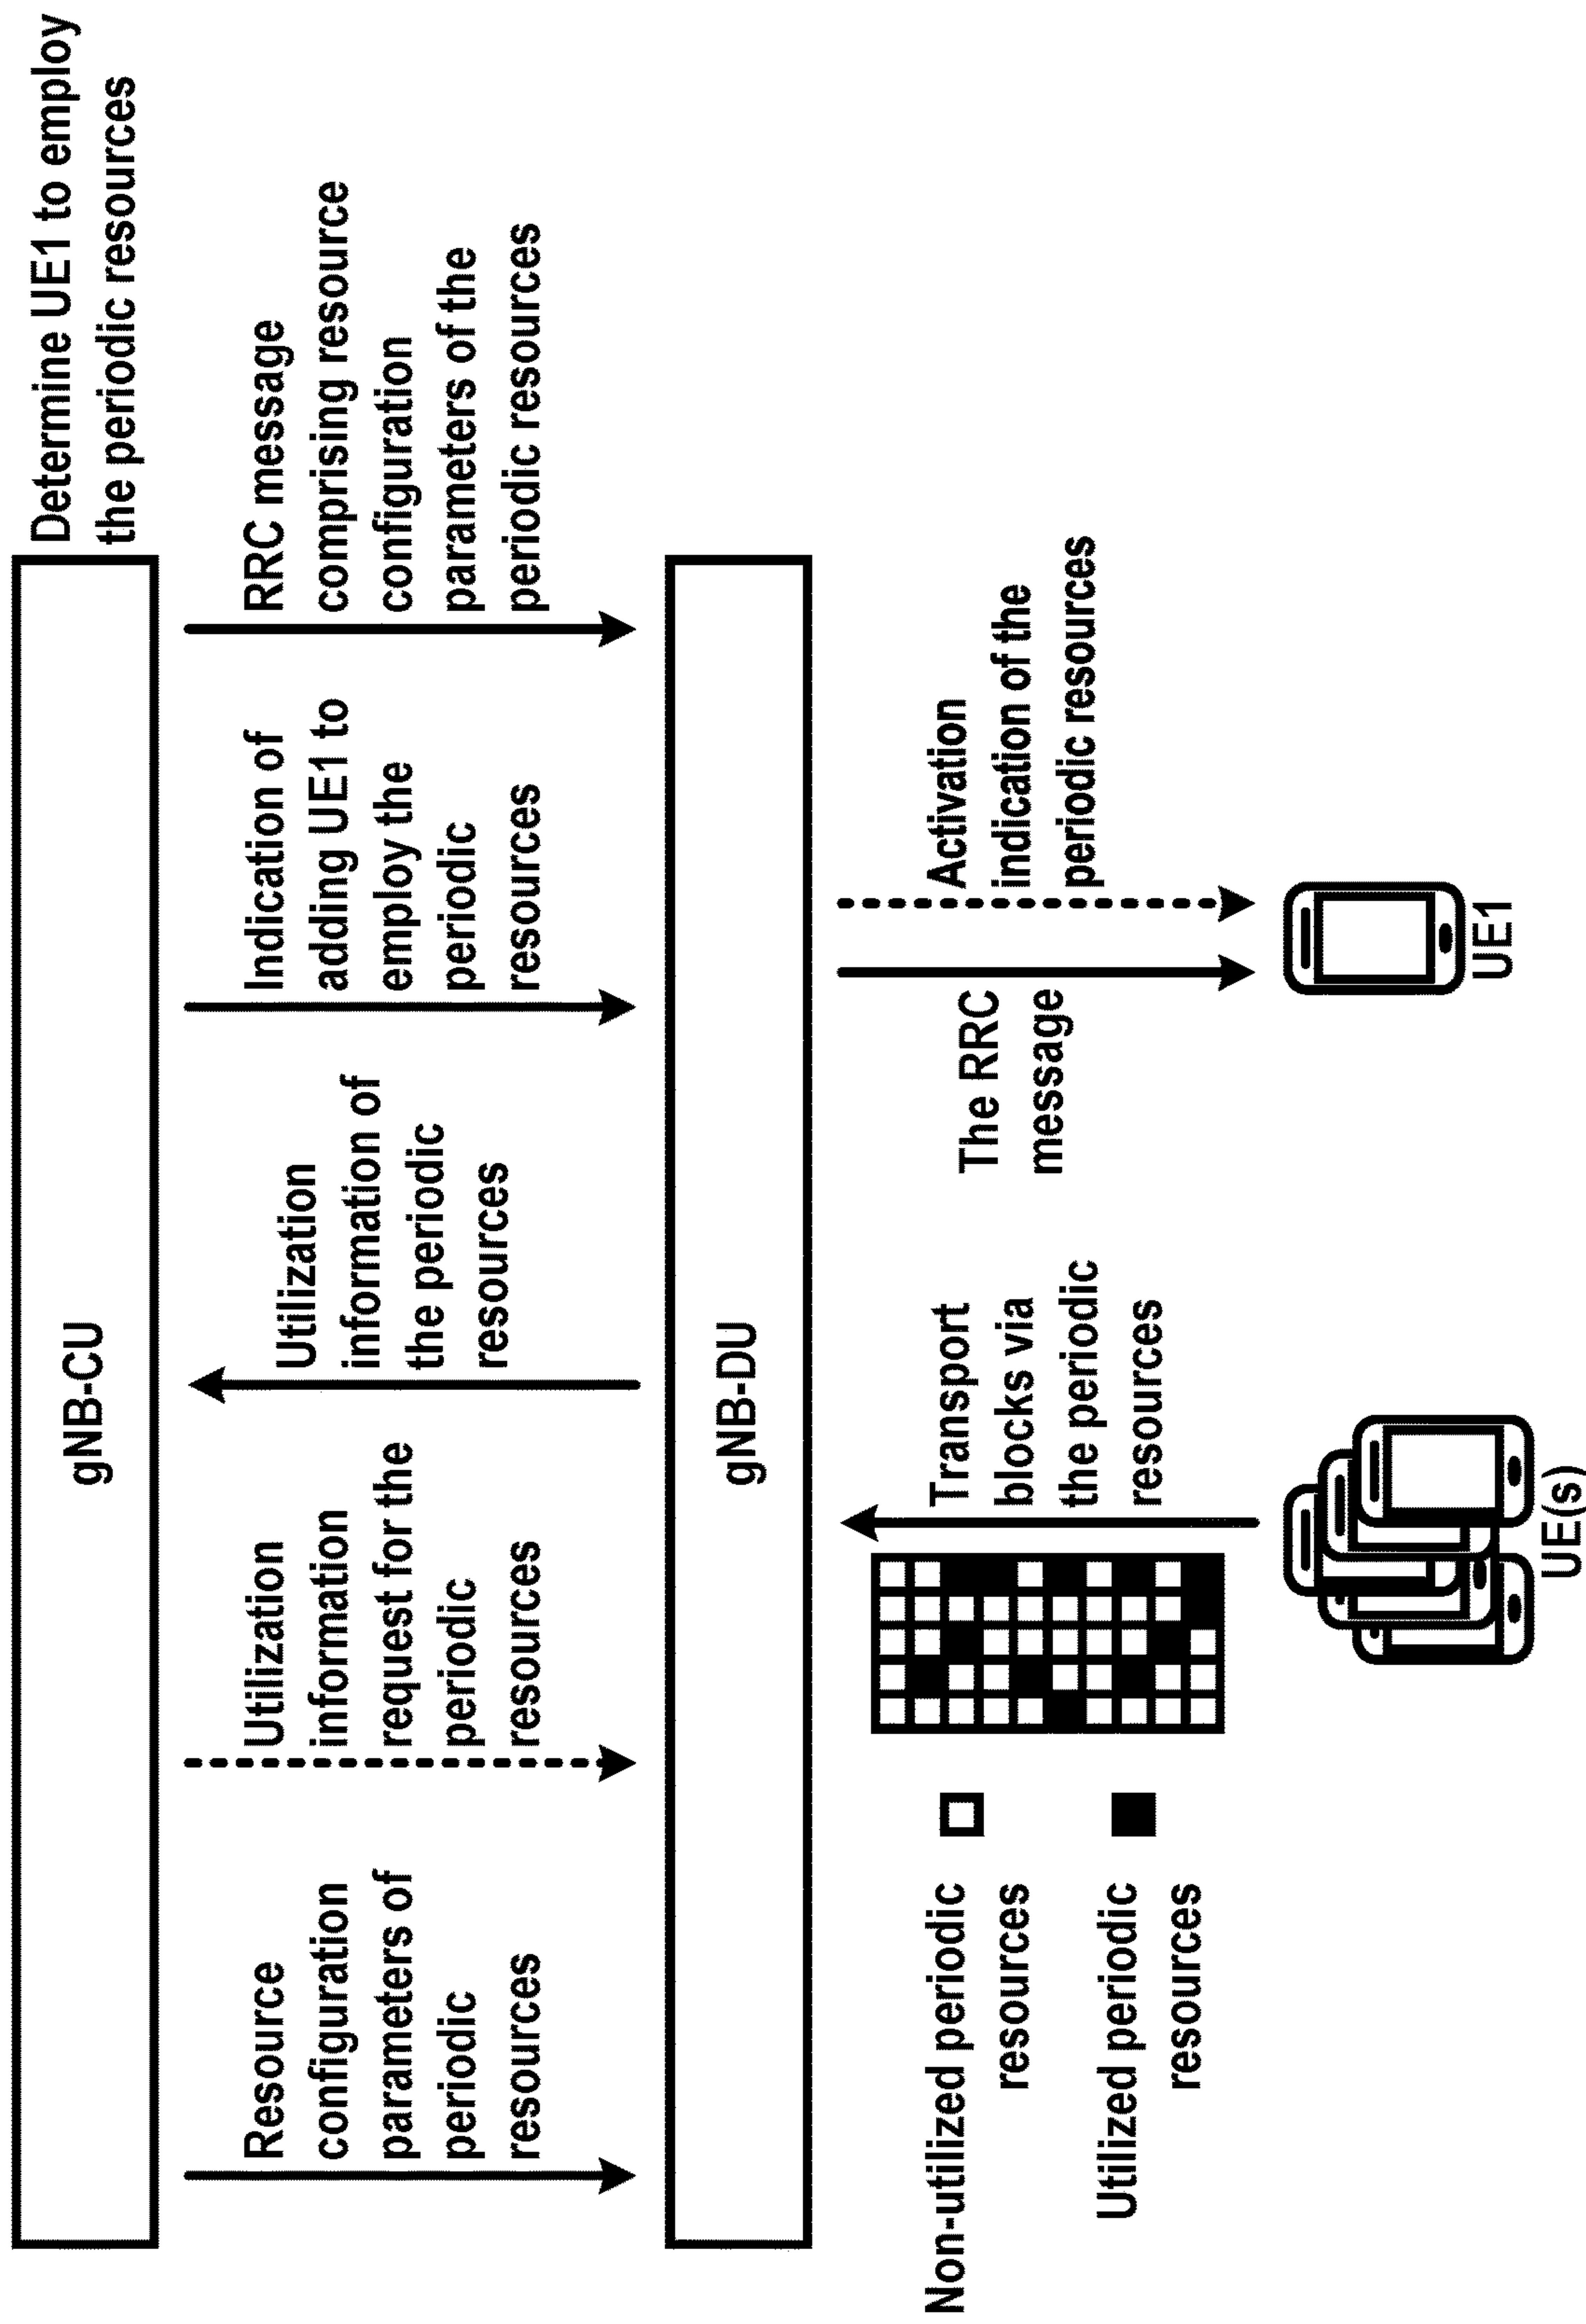 gNB-CU
Determine UE1 to employ
the periodic resources
Resource
configuration
parameters of
periodic
resources
Utilization
information
request for the
periodic
resources
Utilization
information of
the periodic
resources
Indication of
adding UE1 to
employ the
periodic
resources
RRC message
comprising resource
configuration
parameters of the
periodic resources
gNB-DU
Non-utilized periodic
resources
Utilized periodic
resources
Transport
blocks via
the periodic
resources
The RRC
message
Activation
indication of the
periodic resources
UE(s)
UE1